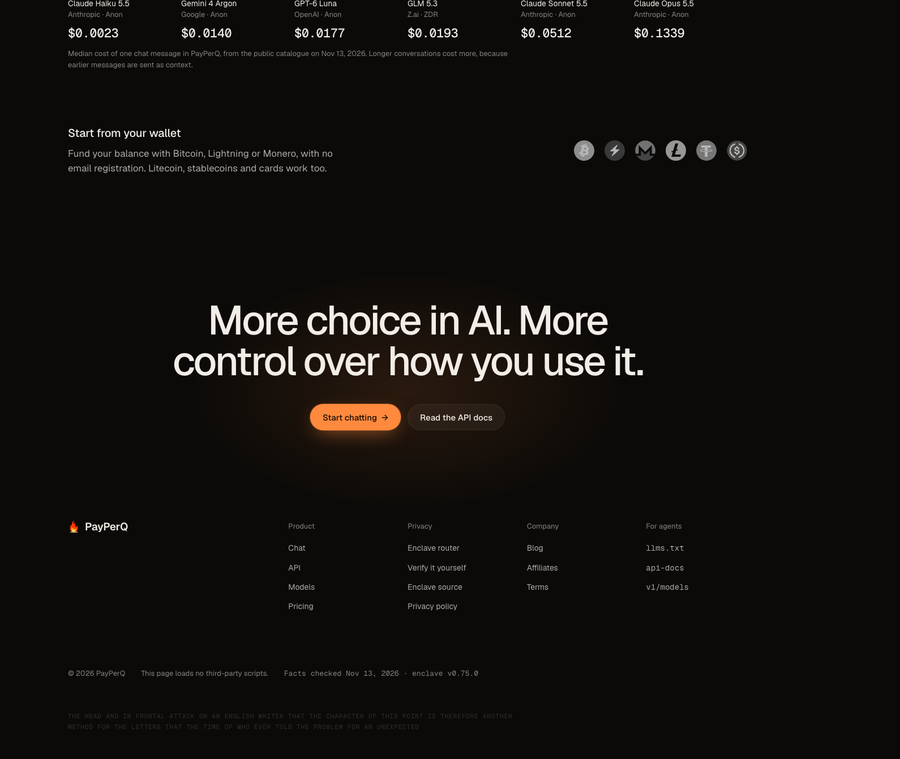 Claude Haiku 5.5 Gemini 4 Argon GPT-6 Luna GLM 5.3 Claude Sonnet 5.5 Claude Opus 5.5
Anthropic · Anon Google · Anon OpenAI · Anon Z.ai · ZDR Anthropic · Anon Anthropic · Anon
$0.0023 $0.0140 $0.0177 $0.0193 $0.0512 $0.1339
Median cost of one chat message in PayPerQ, from the public catalogue on Nov 13, 2026. Longer conversations cost more, because
earlier messages are sent as context.
Start from your wallet
Fund your balance with Bitcoin, Lightning or Monero, with no
email registration. Litecoin, stablecoins and cards work too.
More choice in AI. More
control over how you use it.
Start chatting →
Read the API docs
PayPerQ
Product Privacy Company For agents
Chat Enclave router Blog llms.txt
API Verify it yourself Affiliates api-docs
Models Enclave source Terms v1/models
Pricing Privacy policy
© 2026 PayPerQ This page loads no third-party scripts. Facts checked Nov 13, 2026 · enclave v0.75.0
THE HEAD AND IN FRONTAL ATTACK ON AN ENGLISH WRITER THAT THE CHARACTER OF THIS POINT IS THEREFORE ANOTHER
METHOD FOR THE LETTERS THAT THE TIME OF WHO EVER TOLD THE PROBLEM FOR AN UNEXPECTED